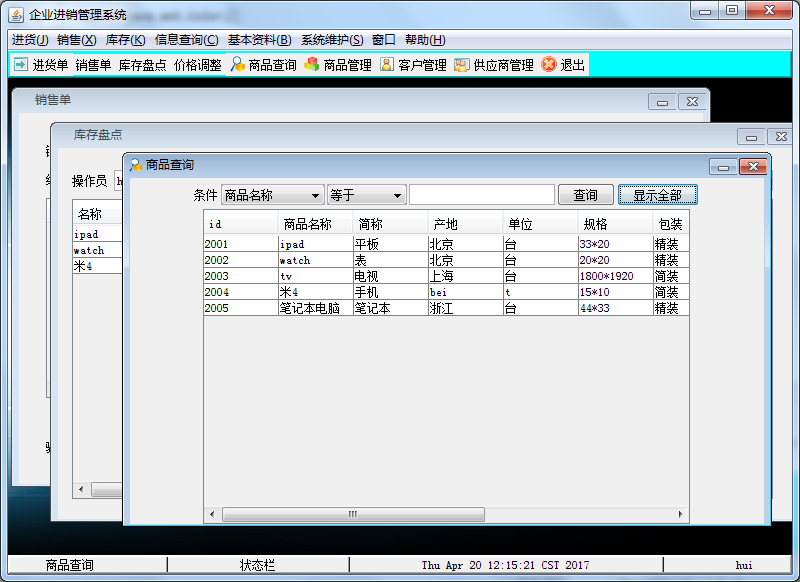 企业进销管理系统
进货(J) 销售(X) 库存(K) 信息查询(C) 基本资料(B) 系统维护(S) 窗口 帮助(H)
进货单 销售单 库存盘点 价格调整 商品查询 商品管理 客户管理 供应商管理 退出
销售单
库存盘点
操作员 h
名称
ipad
watch
米4
商品查询
条件 商品名称 等于 查询 显示全部
id 商品名称 简称 产地 单位 规格 包装
2001 ipad 平板 北京 台 33*20 精装
2002 watch 表 北京 台 20*20 精装
2003 tv 电视 上海 台 1800*1920 简装
2004 米4 手机 bei t 15*10 简装
2005 笔记本电脑 笔记本 浙江 台 44*33 精装
商品查询 状态栏 Thu Apr 20 12:15:21 CST 2017 hui